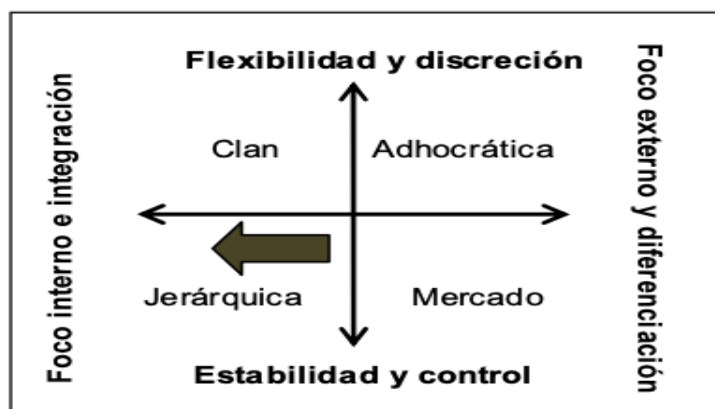 Flexibilidad y discreción
Foco interno e integración
Foco externo y diferenciación
Clan
Adhocrática
Jerárquica
Mercado
Estabilidad y control